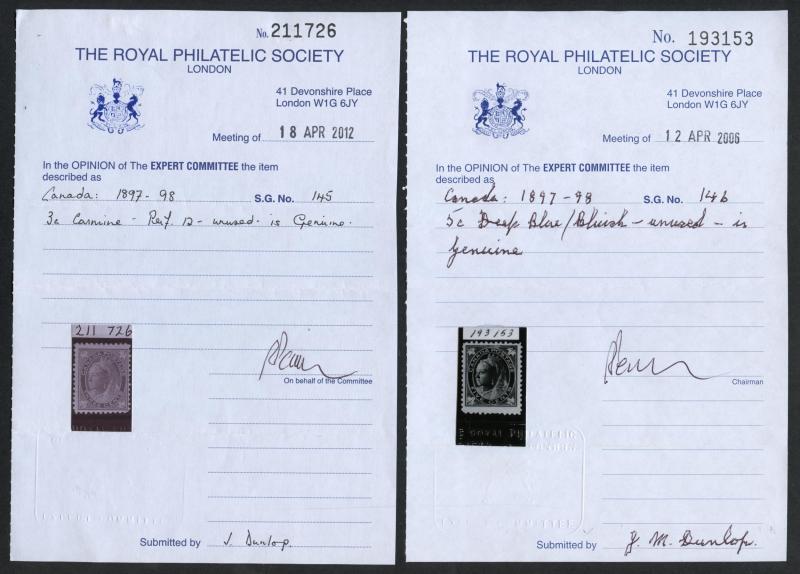 No. 211726
THE ROYAL PHILATELIC SOCIETY
LONDON
41 Devonshire Place
London W1G 6JY
Meeting of 18 APR 2012
In the OPINION of The EXPERT COMMITTEE the item
described as
Canada: 1897-98 S.G. No. 145
3c Carmine - Perf. 12 - unused - is Genuine.
211 726
On behalf of the Committee
EXPERT COMMITTEE
Submitted by J. Dunlop.
No. 193153
THE ROYAL PHILATELIC SOCIETY
LONDON
41 Devonshire Place
London W1G 6JY
Meeting of 12 APR 2006
In the OPINION of The EXPERT COMMITTEE the item
described as
Canada: 1897-98 S.G. No. 146
5c Deep Blue/Bluish - unused - is
Genuine
193153
Chairman
ROYAL PHILATELIC
Submitted by J. M. Dunlop.